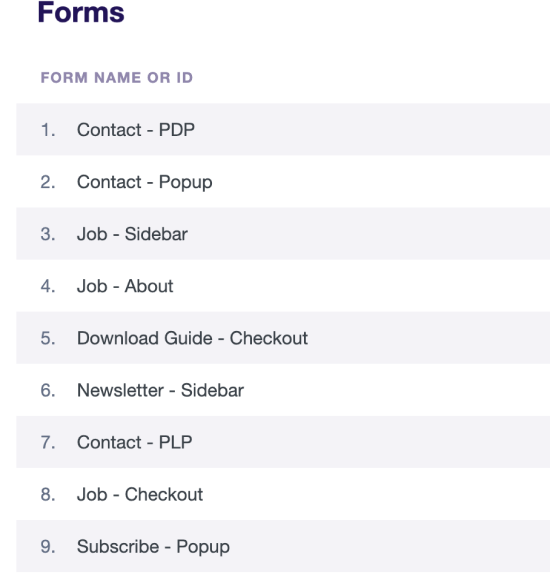 Forms
FORM NAME OR ID
1. Contact - PDP
2. Contact - Popup
3. Job - Sidebar
4. Job - About
5. Download Guide - Checkout
6. Newsletter - Sidebar
7. Contact - PLP
8. Job - Checkout
9. Subscribe - Popup